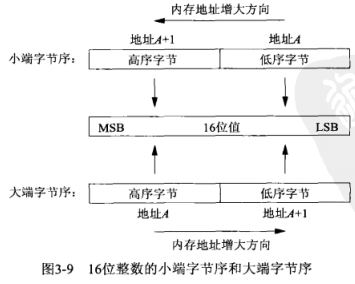 内存地址增大方向
地址A+1 地址A
小端字节序： 高序字节 低序字节
MSB 16位值 LSB
大端字节序： 高序字节 低序字节
地址A 地址A+1
内存地址增大方向
图3-9 16位整数的小端字节序和大端字节序